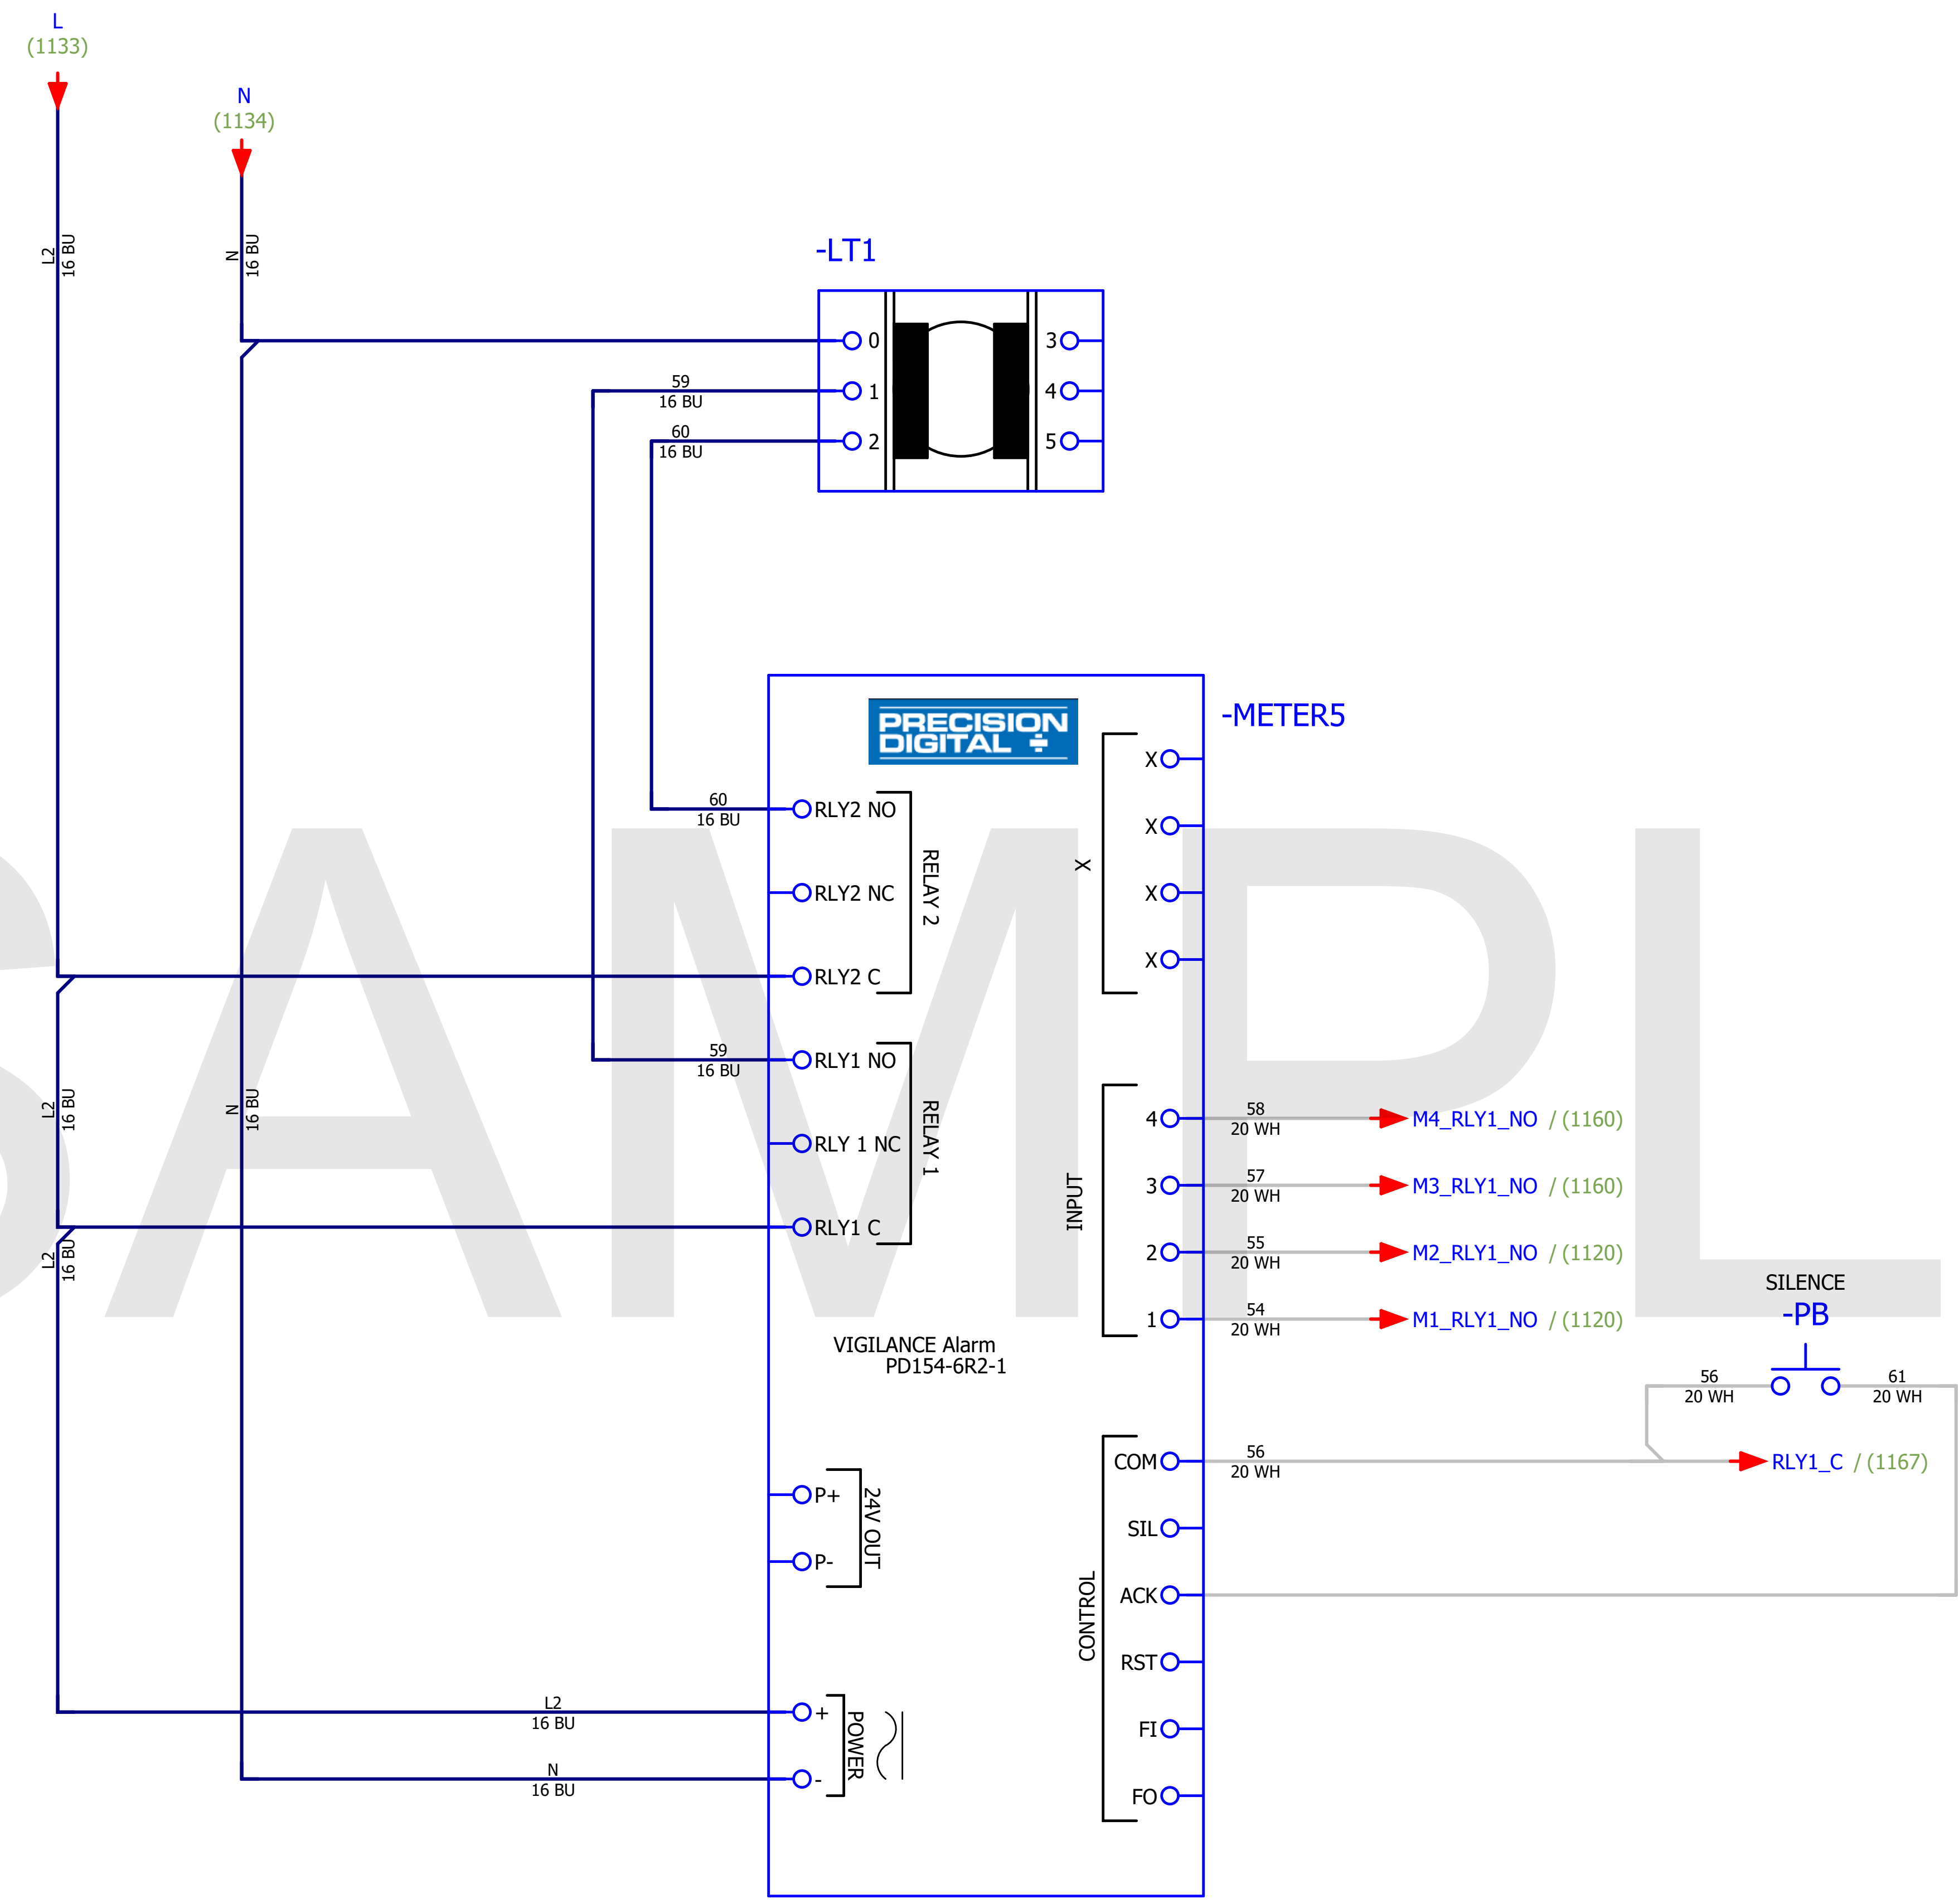 L
(1133)
N
(1134)
L2
16 BU
N
16 BU
-LT1
0
3
1
4
2
5
59
16 BU
60
16 BU
PRECISION
DIGITAL
-METER5
60
16 BU
RLY2 NO
RLY2 NC
RLY2 C
RELAY 2
X
X
X
X
X
59
16 BU
RLY1 NO
RLY 1 NC
RLY1 C
RELAY 1
L2
16 BU
N
16 BU
L2
16 BU
INPUT
4
58
20 WH
M4_RLY1_NO / (1160)
3
57
20 WH
M3_RLY1_NO / (1160)
2
55
20 WH
M2_RLY1_NO / (1120)
1
54
20 WH
M1_RLY1_NO / (1120)
SILENCE
-PB
56
20 WH
61
20 WH
VIGILANCE Alarm
PD154-6R2-1
P+
P-
24V OUT
CONTROL
COM
56
20 WH
RLY1_C / (1167)
SIL
ACK
RST
FI
FO
L2
16 BU
+
N
16 BU
-
POWER
SAMPL